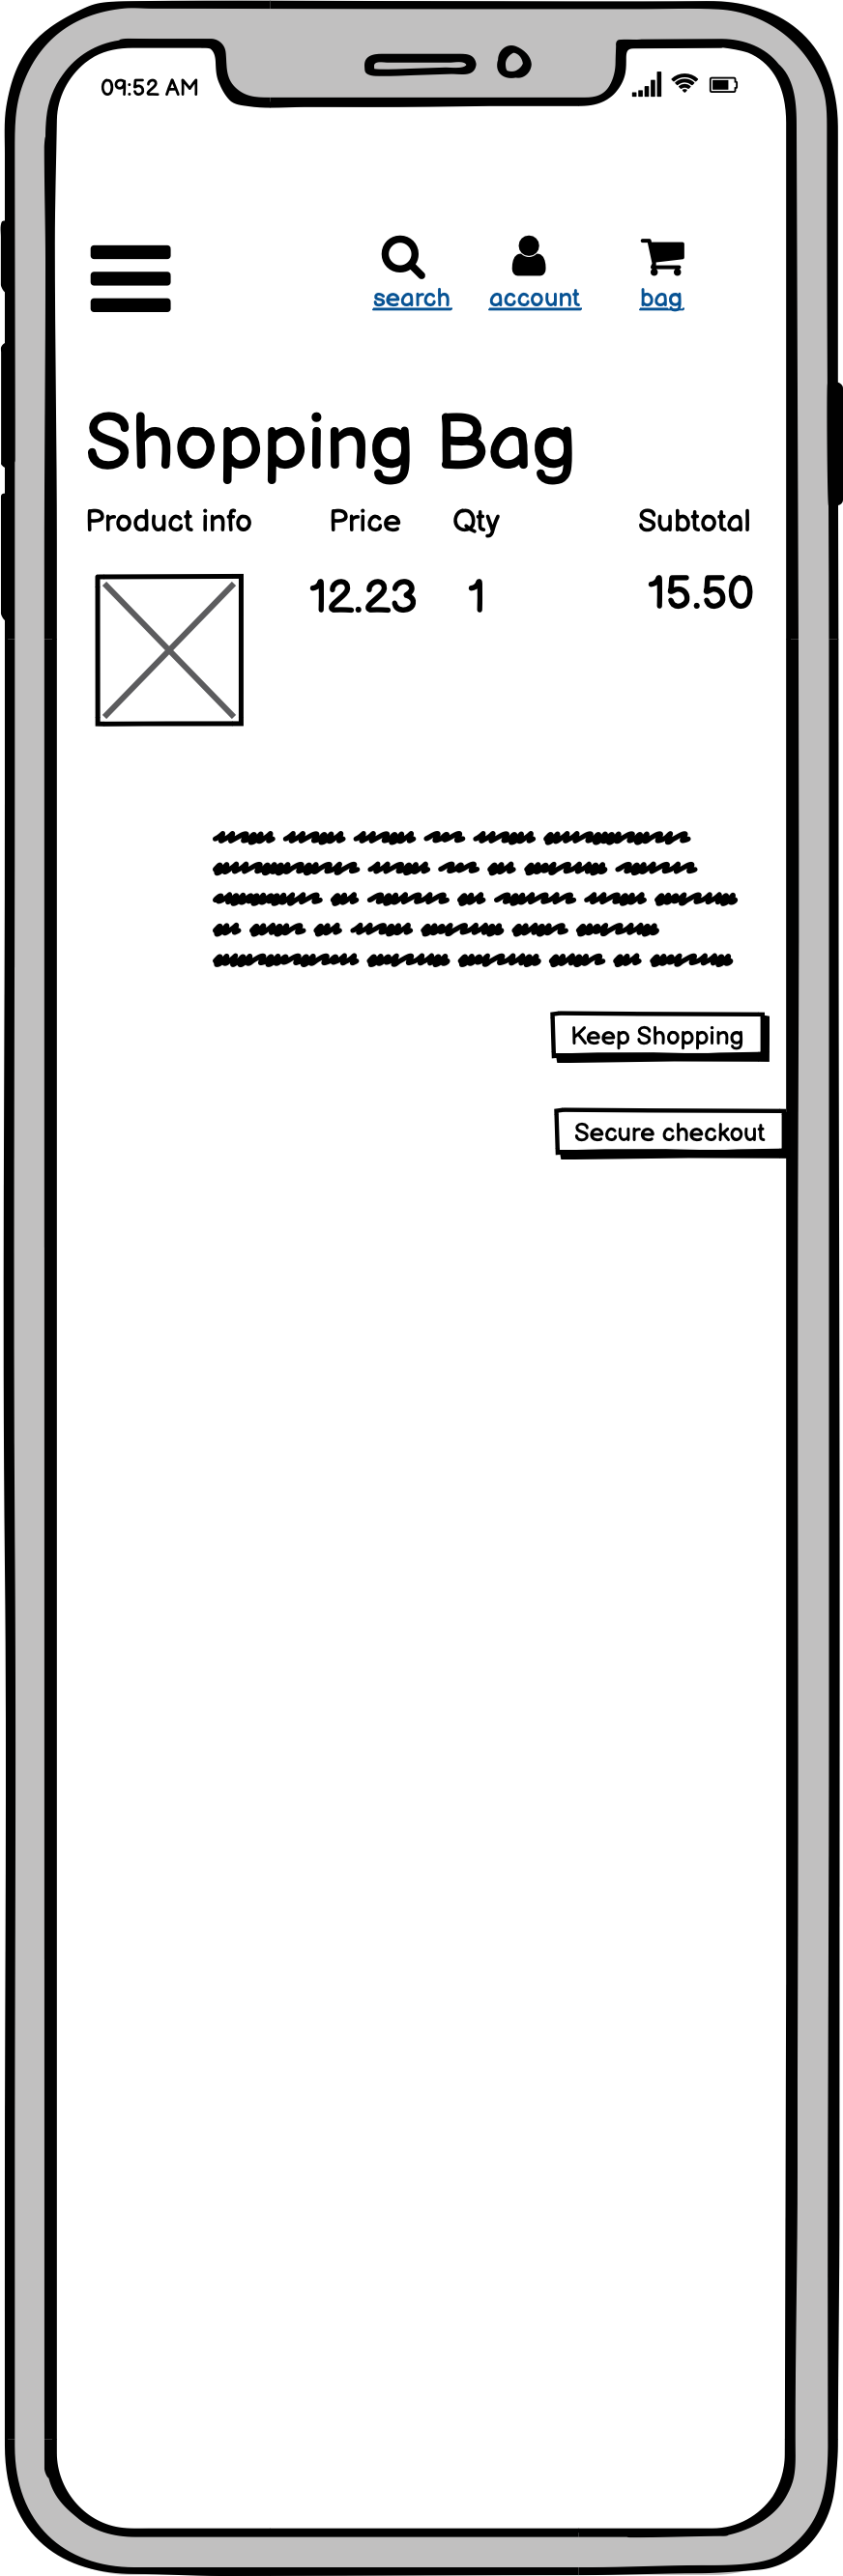 09:52 AM
search account bag
Shopping Bag
Product info Price Qty Subtotal
12.23 1 15.50
Keep Shopping
Secure checkout